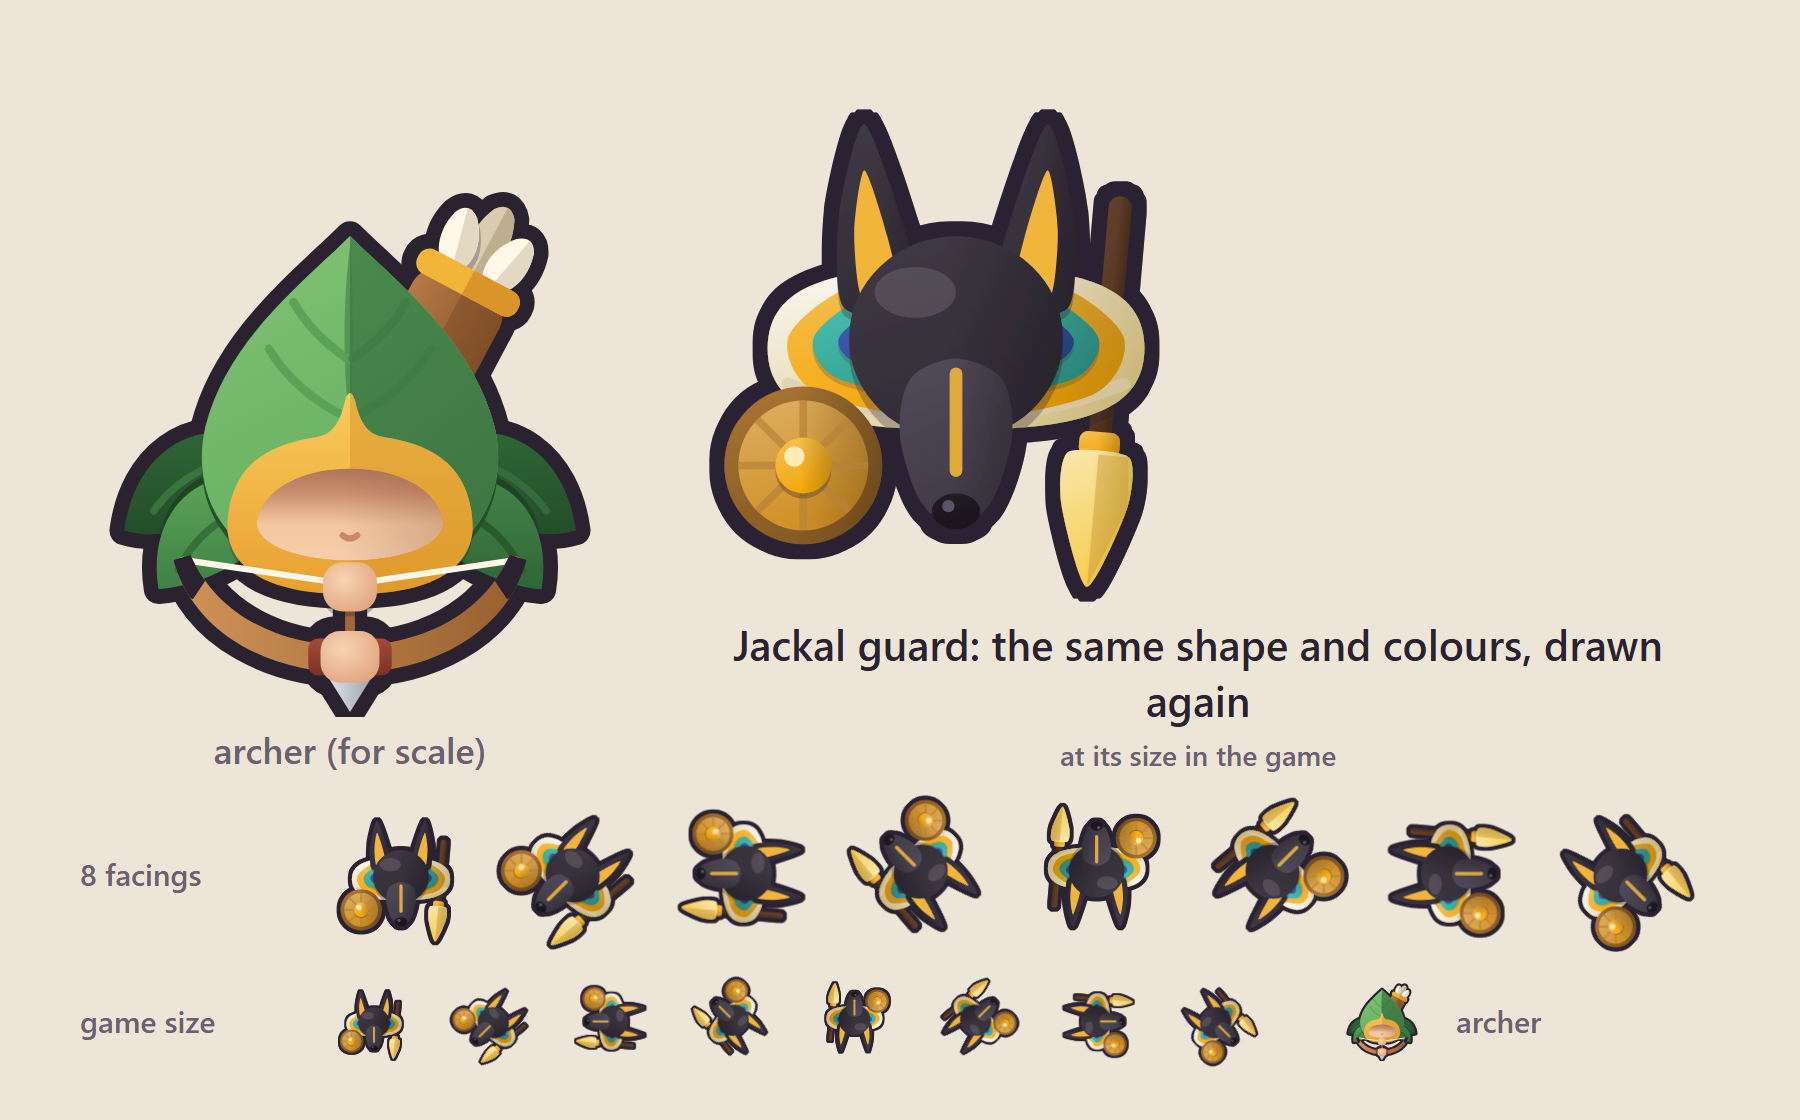 Jackal guard: the same shape and colours, drawn
again
archer (for scale)
at its size in the game
8 facings
game size
archer